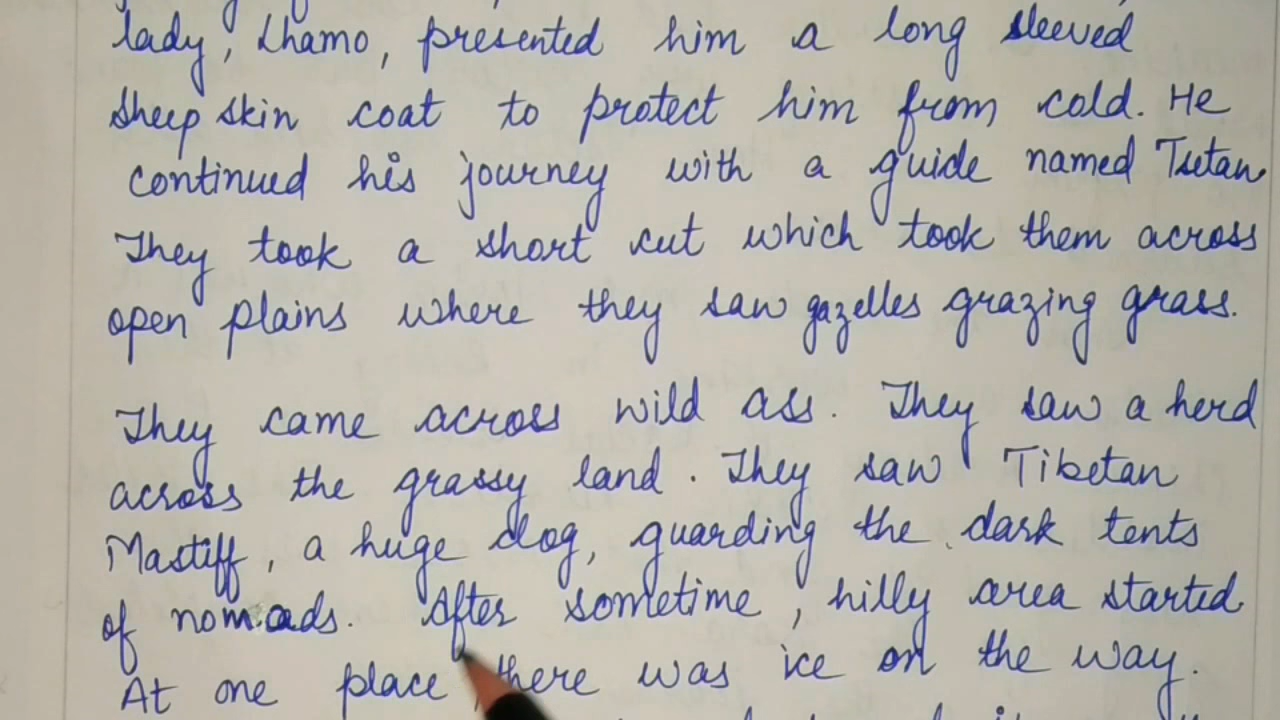 lady, Lhamo, presented him a long sleeved
sheep skin coat to protect him from cold. He
continued his journey with a guide named Tsetan
They took a short cut which took them across
open plains where they saw gazelles grazing grass.
They came across wild ass. They saw a herd
across the grassy land. They saw Tibetan
Mastiff, a huge dog, guarding the dark tents
of nomads. After sometime, hilly area started
At one place, there was ice on the way.